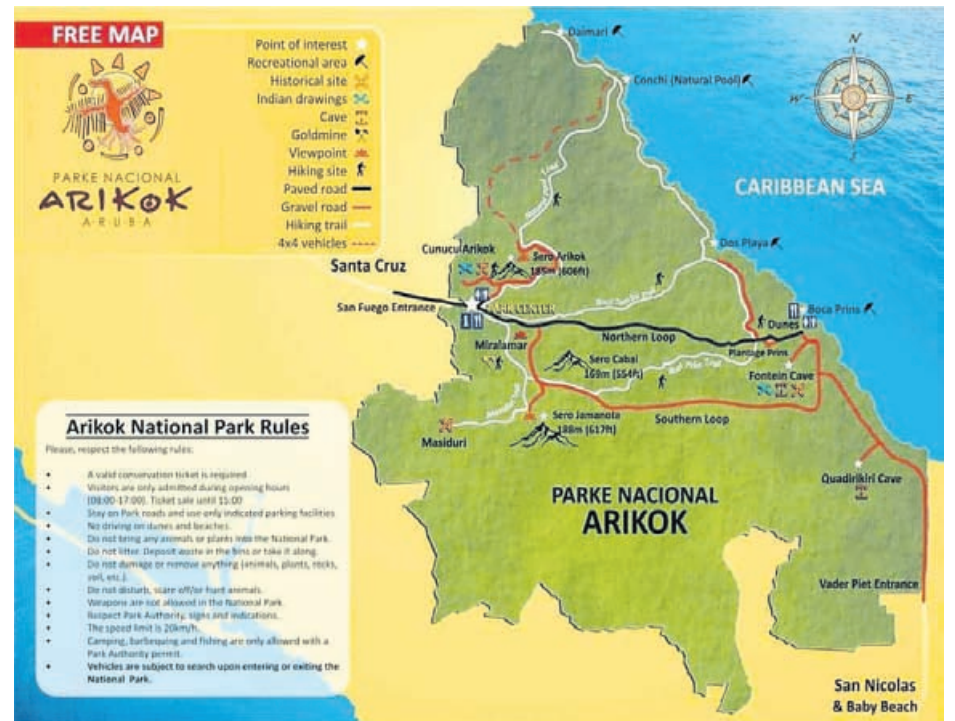 FREE MAP
PARKE NACIONAL
ARIKOK
A·R·U·B·A
Point of interest
Recreational area
Historical site
Indian drawings
Cave
Goldmine
Viewpoint
Hiking site
Paved road
Gravel road
Hiking trail
4x4 vehicles
N
W
E
Daimari
Conchi (Natural Pool)
CARIBBEAN SEA
Dos Playa
Cunucu Arikok
Sero Arikok
185m (606ft)
Santa Cruz
San Fuego Entrance
PARK CENTER
Boca Prins
Dunes
Northern Loop
Miralamar
Plantage Prins
Sero Cabai
169m (554ft)
Fontein Cave
Sero Jamanota
188m (617ft)
Southern Loop
Masiduri
Quadirikiri Cave
PARKE NACIONAL
ARIKOK
Vader Piet Entrance
San Nicolas
& Baby Beach
Arikok National Park Rules
Please, respect the following rules:
• A valid conservation ticket is required
• Visitors are only admitted during opening hours
(08:00-17:00). Ticket sale until 15:00
• Stay on Park roads and use only indicated parking facilities
• No driving on dunes and beaches.
• Do not bring any animals or plants into the National Park.
• Do not litter. Deposit waste in the bins or take it along.
• Do not damage or remove anything (animals, plants, rocks,
soil, etc.).
• Do not disturb, scare off/or hunt animals.
• Weapons are not allowed in the National Park.
• Respect Park Authority, signs and indications.
• The speed limit is 20km/h.
• Camping, barbequing and fishing are only allowed with a
Park Authority permit.
• Vehicles are subject to search upon entering or exiting the
National Park.